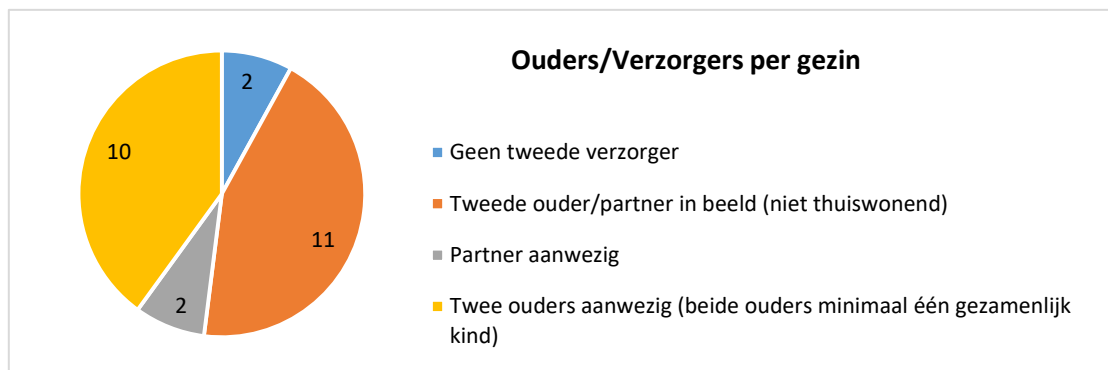 Ouders/Verzorgers per gezin
2
10
11
2
Geen tweede verzorger
Tweede ouder/partner in beeld (niet thuiswonend)
Partner aanwezig
Twee ouders aanwezig (beide ouders minimaal één gezamenlijk
kind)